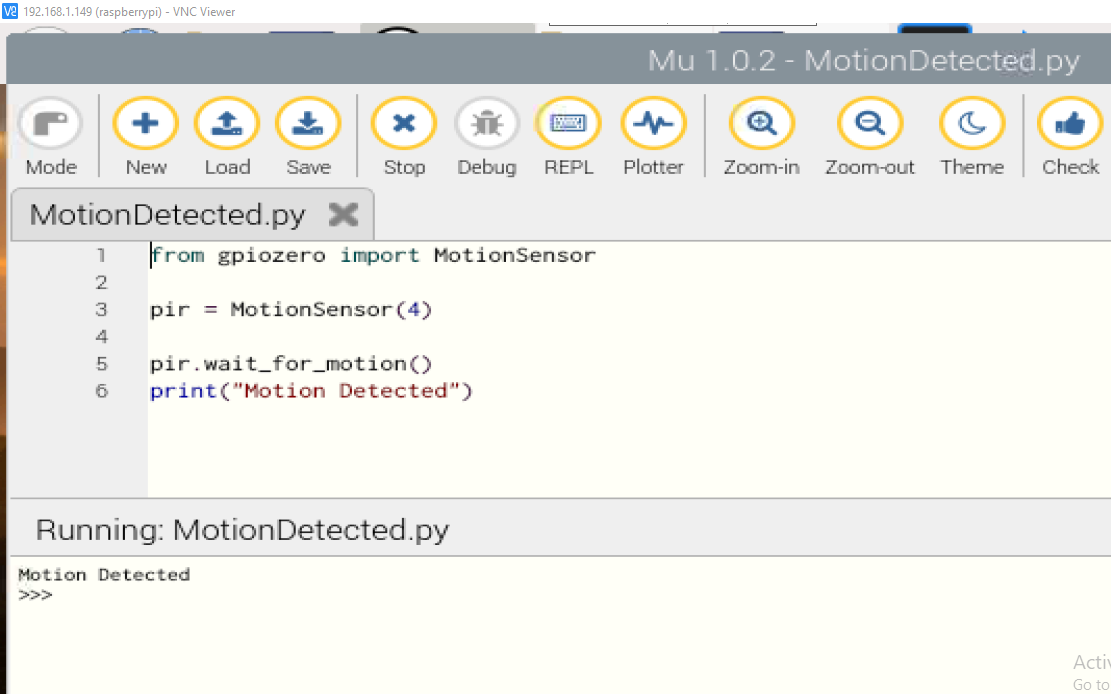 192.168.1.149 (raspberrypi) - VNC Viewer
Mu 1.0.2 - MotionDetected.py
Mode New Load Save Stop Debug REPL Plotter Zoom-in Zoom-out Theme Check
MotionDetected.py
1 from gpiozero import MotionSensor
2
3 pir = MotionSensor(4)
4
5 pir.wait_for_motion()
6 print("Motion Detected")
Running: MotionDetected.py
Motion Detected
>>>
Activ
Go to